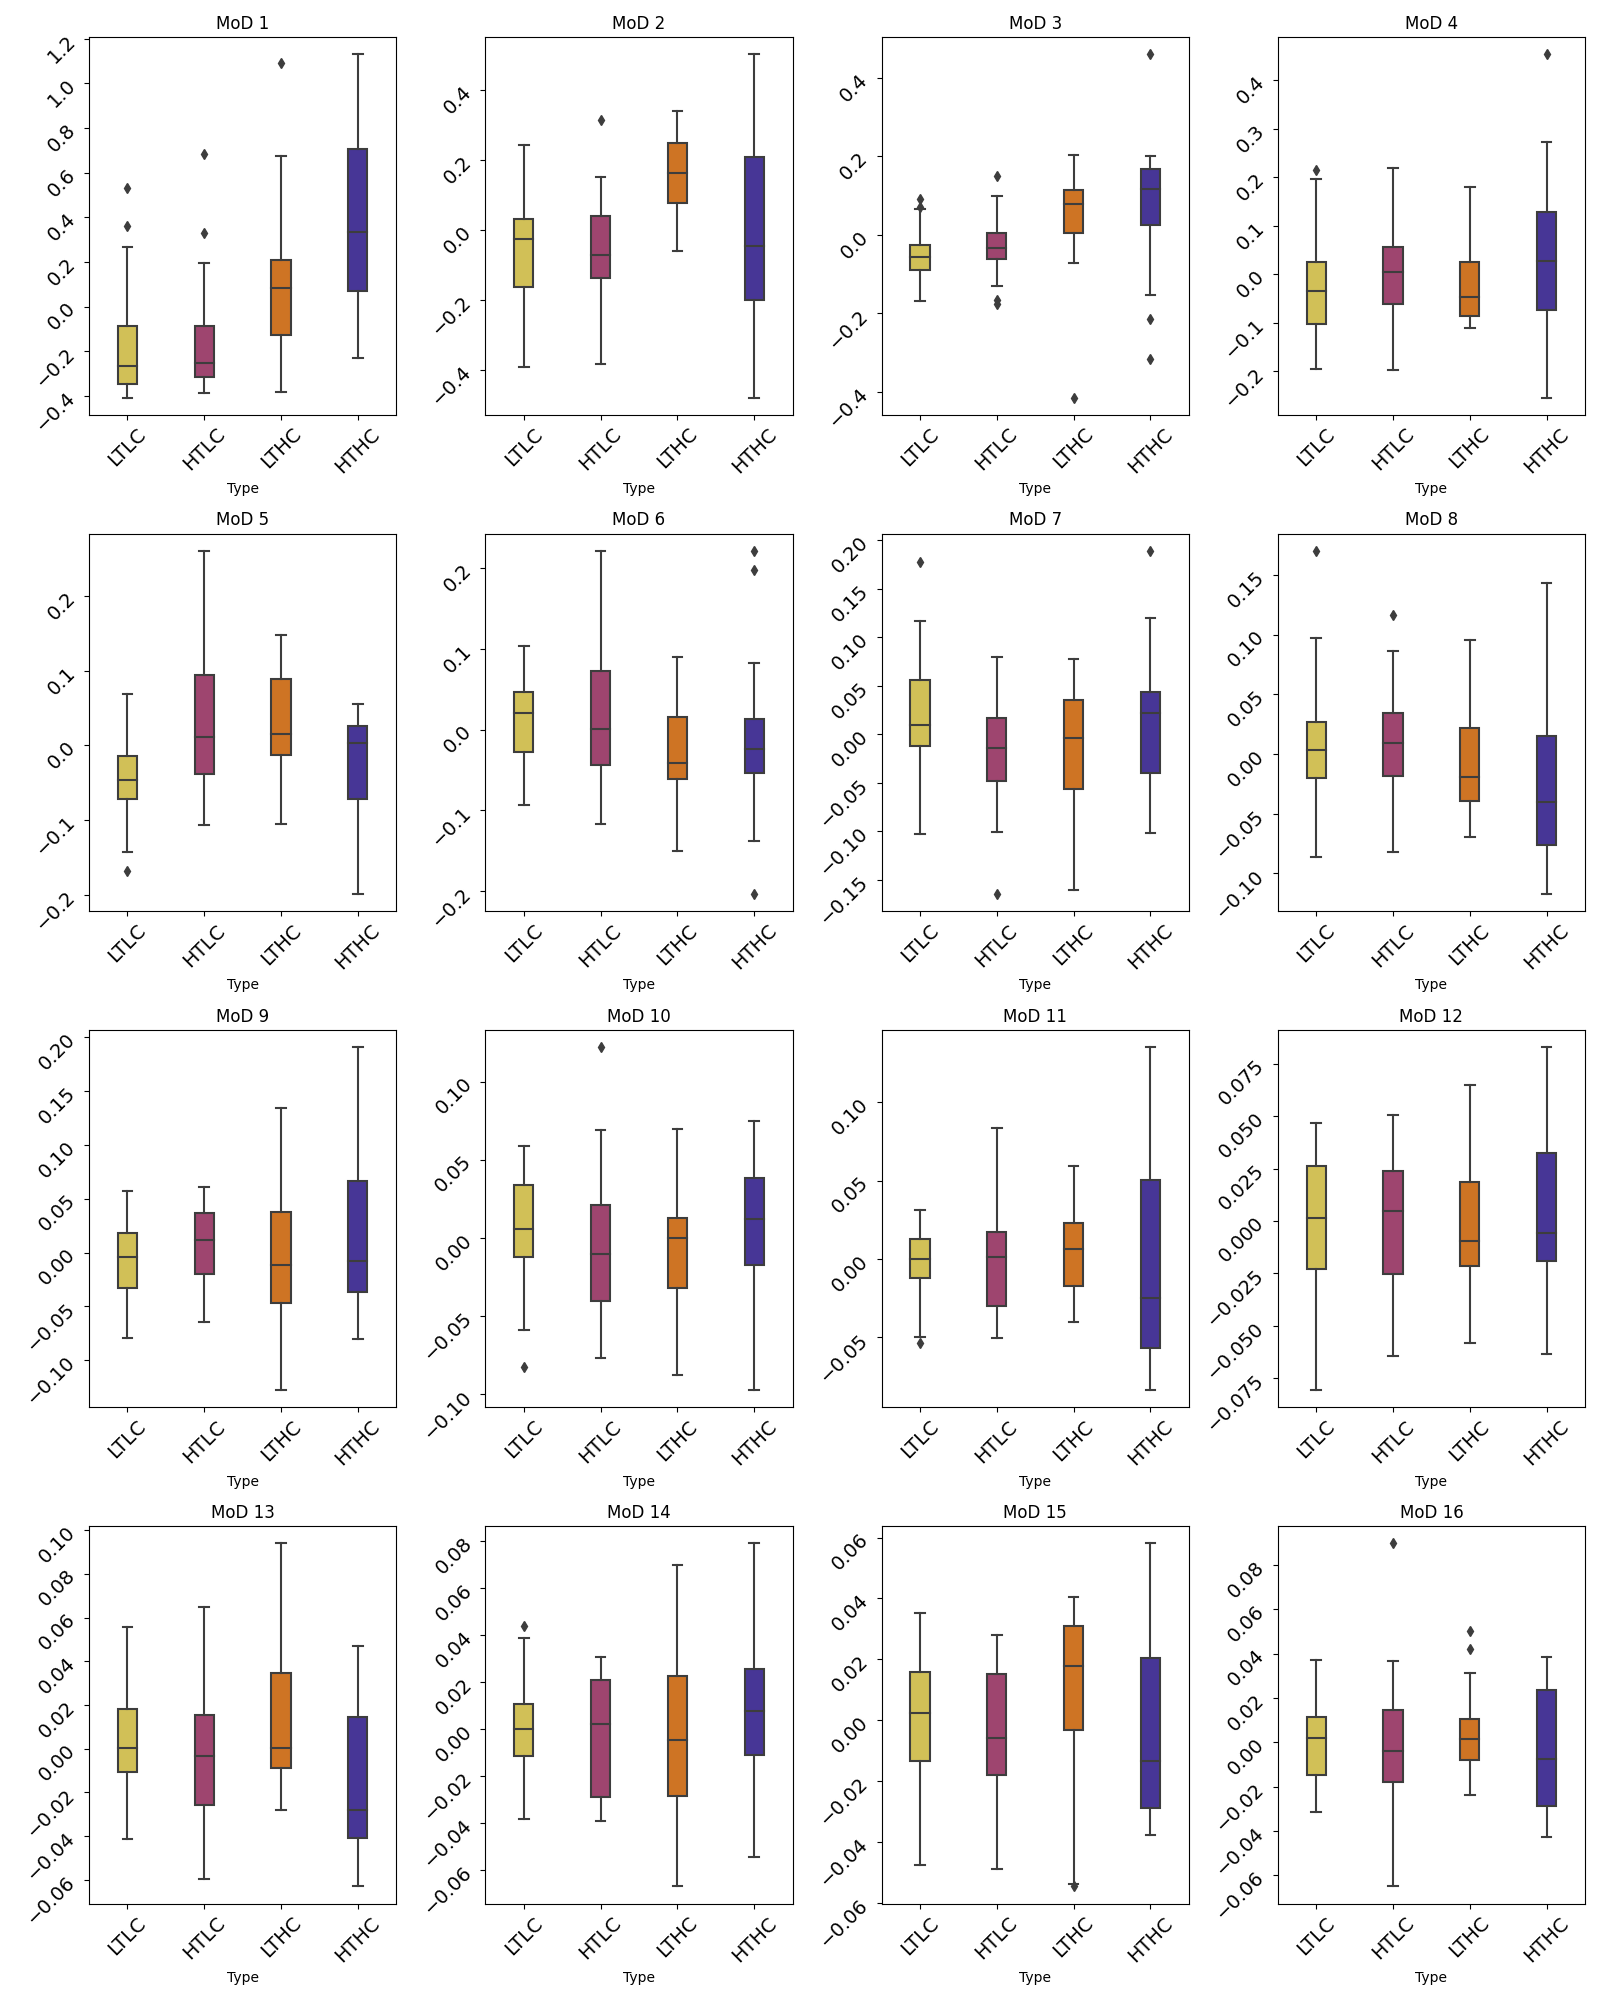 MoD 1
1.2
1.0
0.8
0.6
0.4
0.2
0.0
−0.2
−0.4
LTLC
HTLC
LTHC
HTHC
Type
MoD 2
0.4
0.2
0.0
−0.2
−0.4
LTLC
HTLC
LTHC
HTHC
Type
MoD 3
0.4
0.2
0.0
−0.2
−0.4
LTLC
HTLC
LTHC
HTHC
Type
MoD 4
0.4
0.3
0.2
0.1
0.0
−0.1
−0.2
LTLC
HTLC
LTHC
HTHC
Type
MoD 5
0.2
0.1
0.0
−0.1
−0.2
LTLC
HTLC
LTHC
HTHC
Type
MoD 6
0.2
0.1
0.0
−0.1
−0.2
LTLC
HTLC
LTHC
HTHC
Type
MoD 7
0.20
0.15
0.10
0.05
0.00
−0.05
−0.10
−0.15
LTLC
HTLC
LTHC
HTHC
Type
MoD 8
0.15
0.10
0.05
0.00
−0.05
−0.10
LTLC
HTLC
LTHC
HTHC
Type
MoD 9
0.20
0.15
0.10
0.05
0.00
−0.05
−0.10
LTLC
HTLC
LTHC
HTHC
Type
MoD 10
0.10
0.05
0.00
−0.05
−0.10
LTLC
HTLC
LTHC
HTHC
Type
MoD 11
0.10
0.05
0.00
−0.05
LTLC
HTLC
LTHC
HTHC
Type
MoD 12
0.075
0.050
0.025
0.000
−0.025
−0.050
−0.075
LTLC
HTLC
LTHC
HTHC
Type
MoD 13
0.10
0.08
0.06
0.04
0.02
0.00
−0.02
−0.04
−0.06
LTLC
HTLC
LTHC
HTHC
Type
MoD 14
0.08
0.06
0.04
0.02
0.00
−0.02
−0.04
−0.06
LTLC
HTLC
LTHC
HTHC
Type
MoD 15
0.06
0.04
0.02
0.00
−0.02
−0.04
−0.06
LTLC
HTLC
LTHC
HTHC
Type
MoD 16
0.08
0.06
0.04
0.02
0.00
−0.02
−0.04
−0.06
LTLC
HTLC
LTHC
HTHC
Type